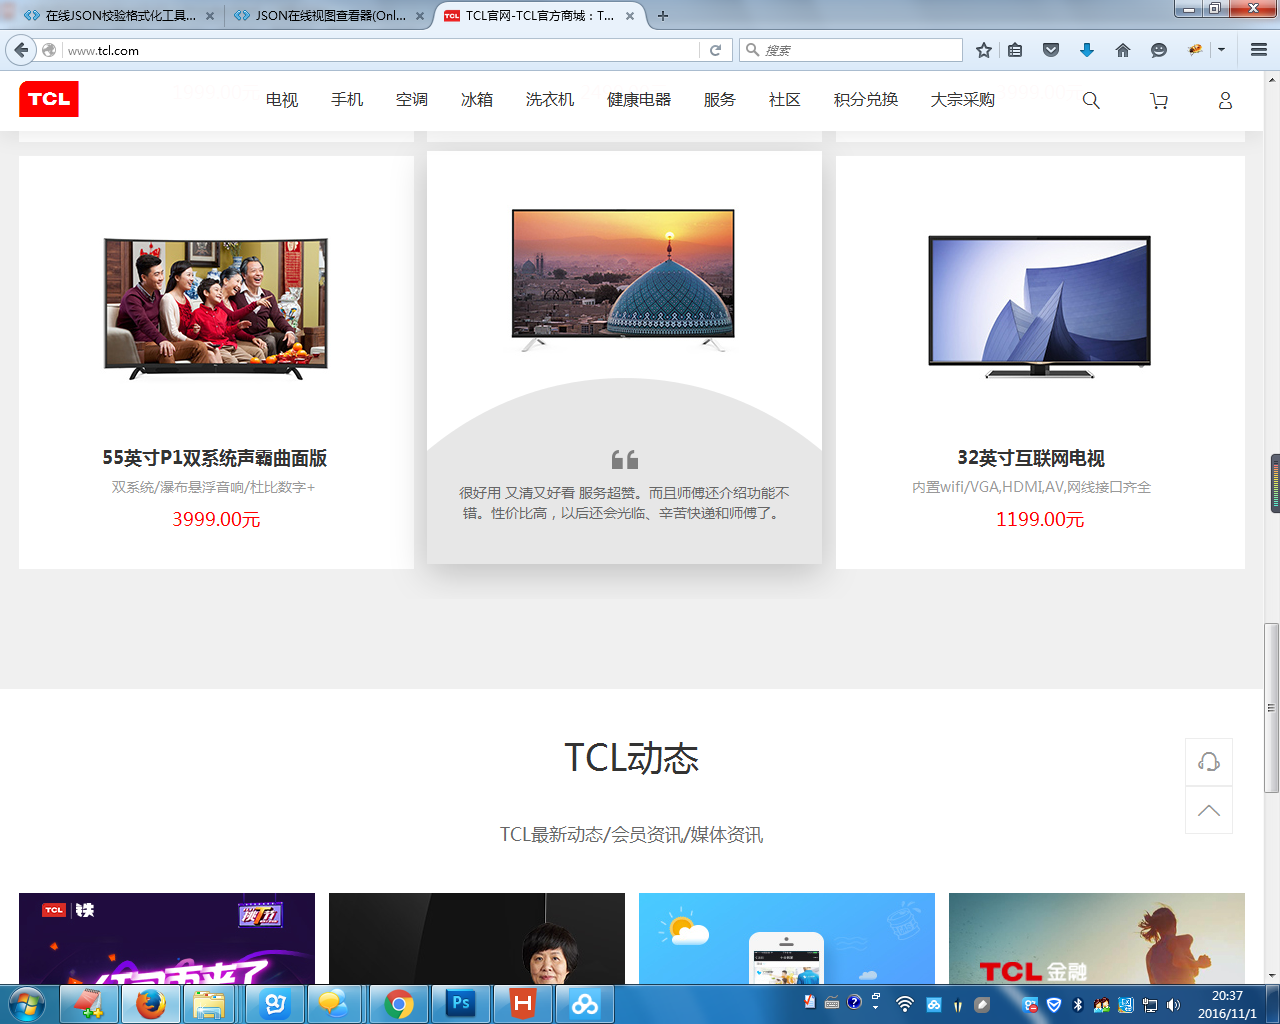 在线JSON校验格式化工具...
JSON在线视图查看器(Onl...
TCL官网-TCL官方商城：T...
www.tcl.com
搜索
TCL
电视
手机
空调
冰箱
洗衣机
健康电器
服务
社区
积分兑换
大宗采购
55英寸P1双系统声霸曲面版
双系统/瀑布悬浮音响/杜比数字+
3999.00元
很好用 又清又好看 服务超赞。而且师傅还介绍功能不
错。性价比高，以后还会光临、辛苦快递和师傅了。
32英寸互联网电视
内置wifi/VGA,HDMI,AV,网线接口齐全
1199.00元
TCL动态
TCL最新动态/会员资讯/媒体资讯
TCL
红包雨来了
TCL 金融
Ps
H
20:37
2016/11/1